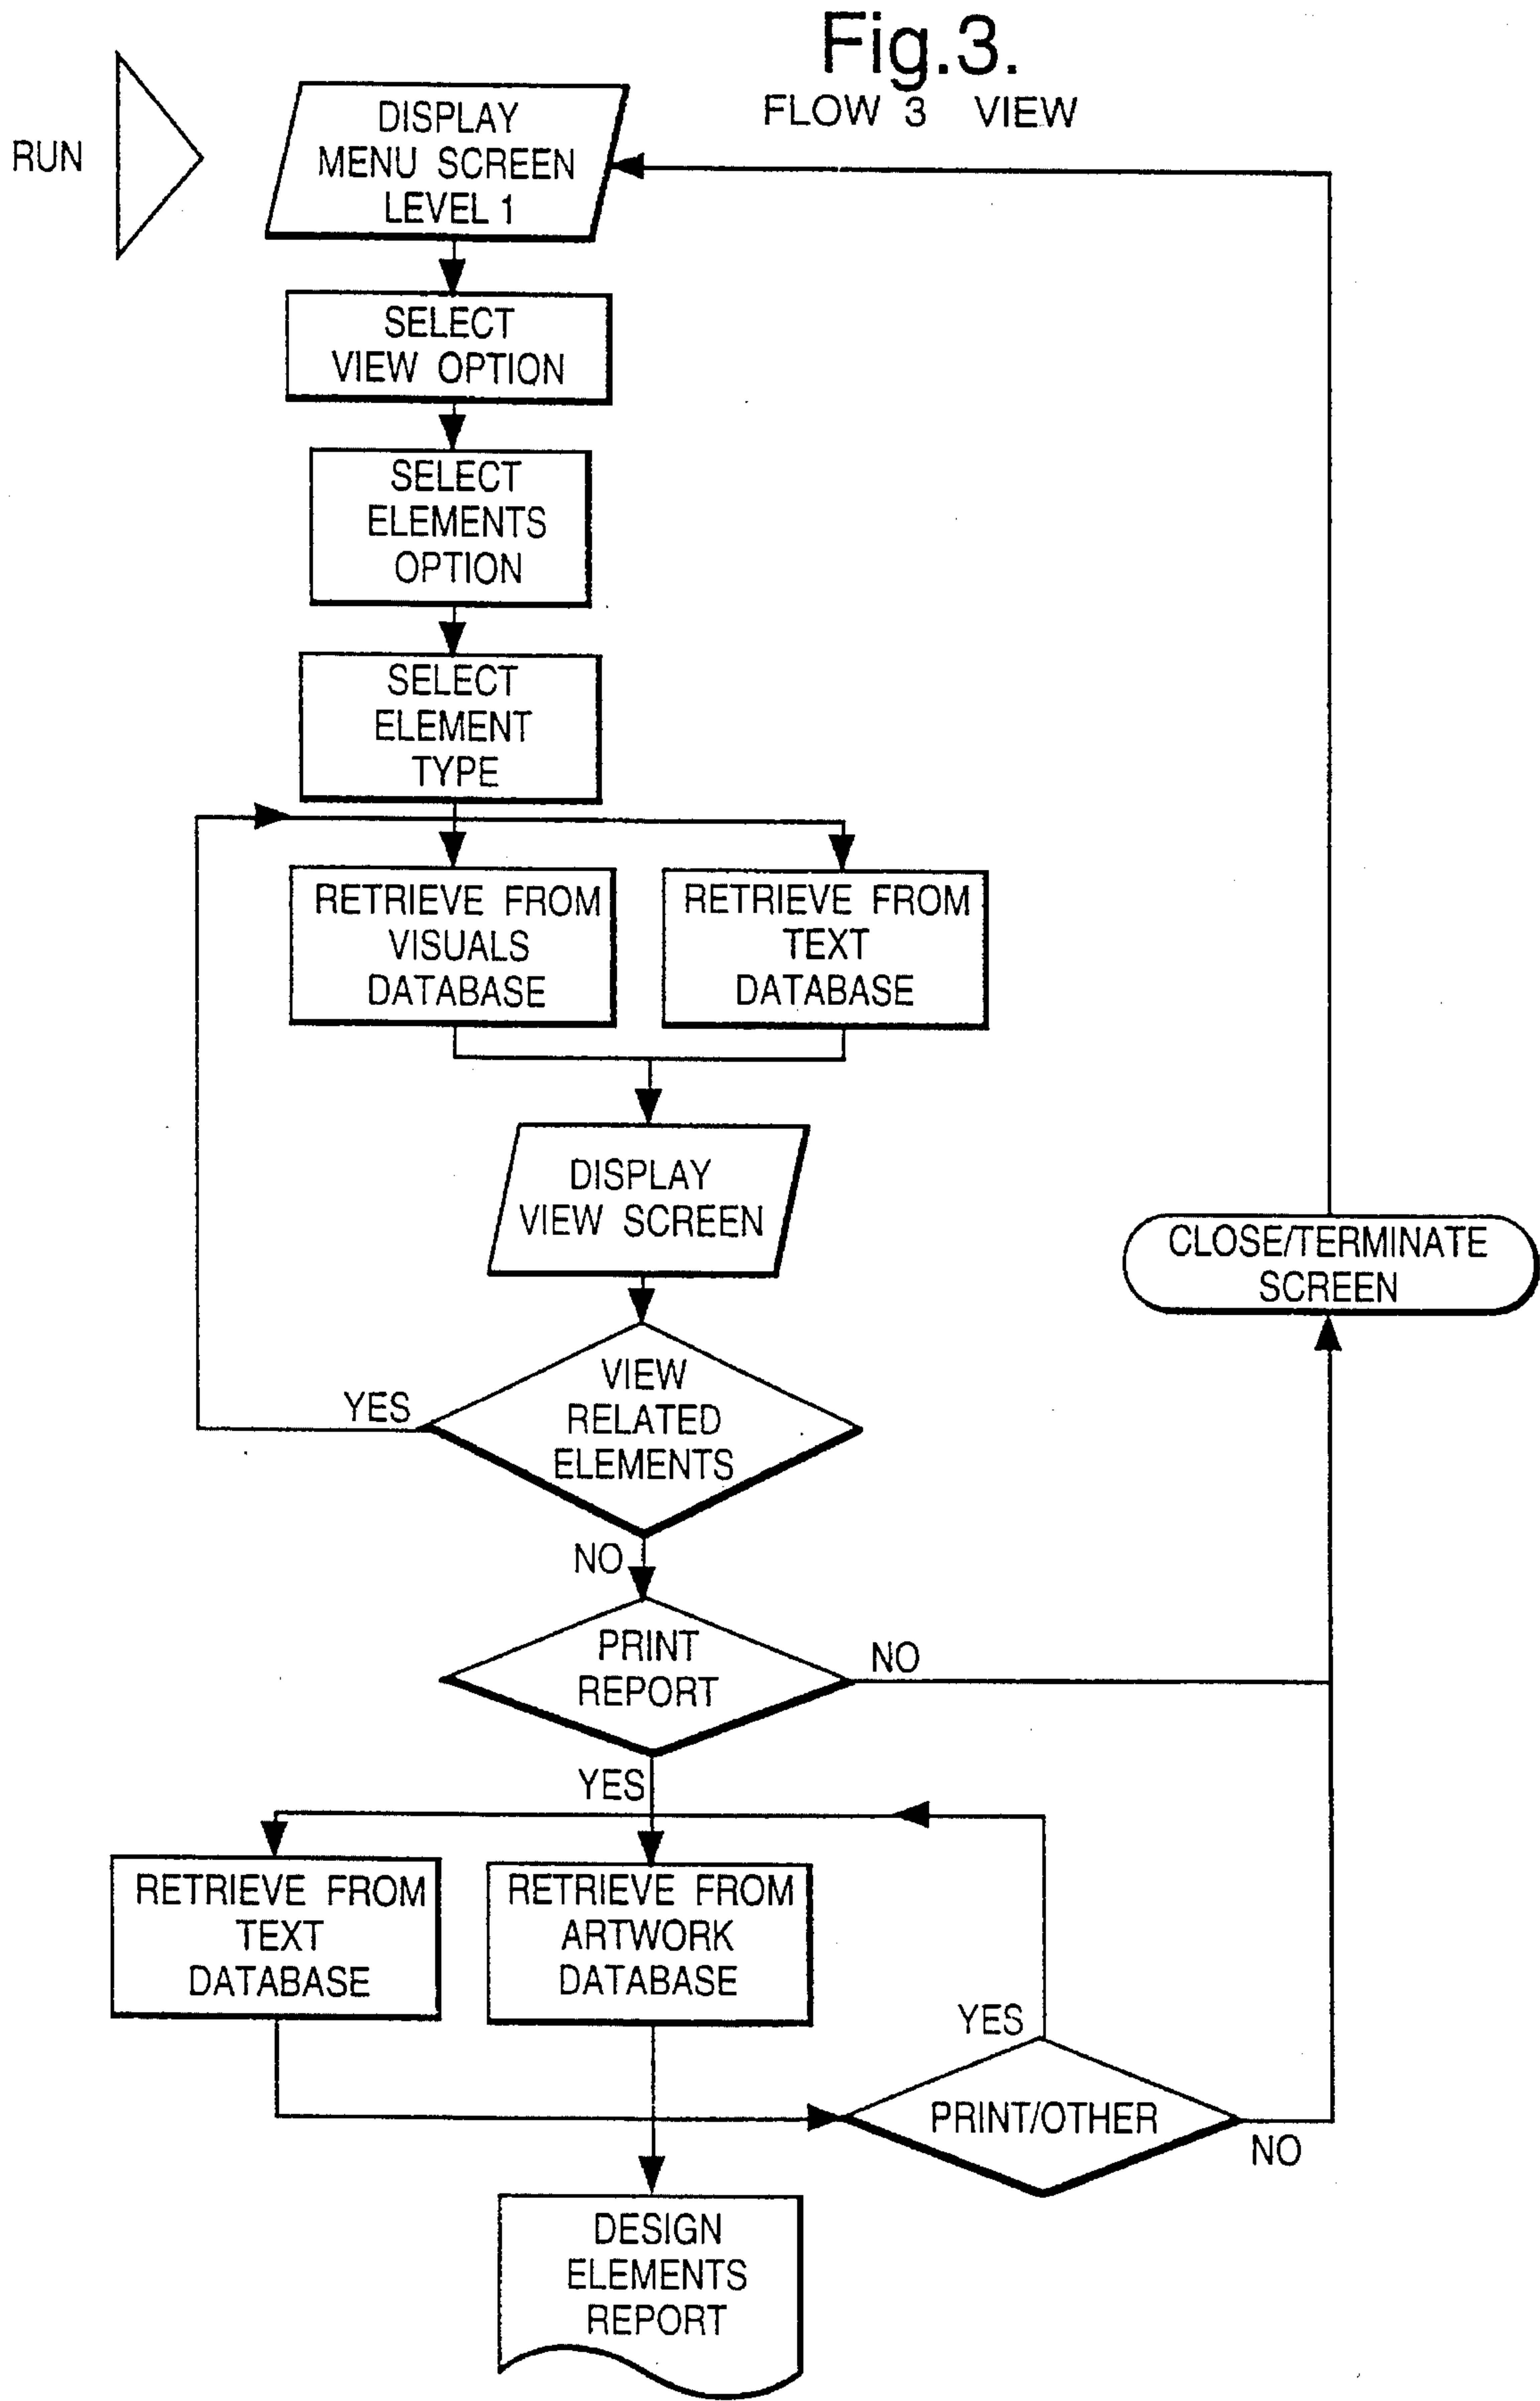 Fig.3.
FLOW 3 VIEW
RUN
DISPLAY
MENU SCREEN
LEVEL 1
SELECT
VIEW OPTION
SELECT
ELEMENTS
OPTION
SELECT
ELEMENT
TYPE
RETRIEVE FROM
VISUALS
DATABASE
RETRIEVE FROM
TEXT
DATABASE
DISPLAY
VIEW SCREEN
CLOSE/TERMINATE
SCREEN
VIEW
RELATED
ELEMENTS
YES
NO
PRINT
REPORT
NO
YES
RETRIEVE FROM
TEXT
DATABASE
RETRIEVE FROM
ARTWORK
DATABASE
YES
PRINT/OTHER
NO
DESIGN
ELEMENTS
REPORT